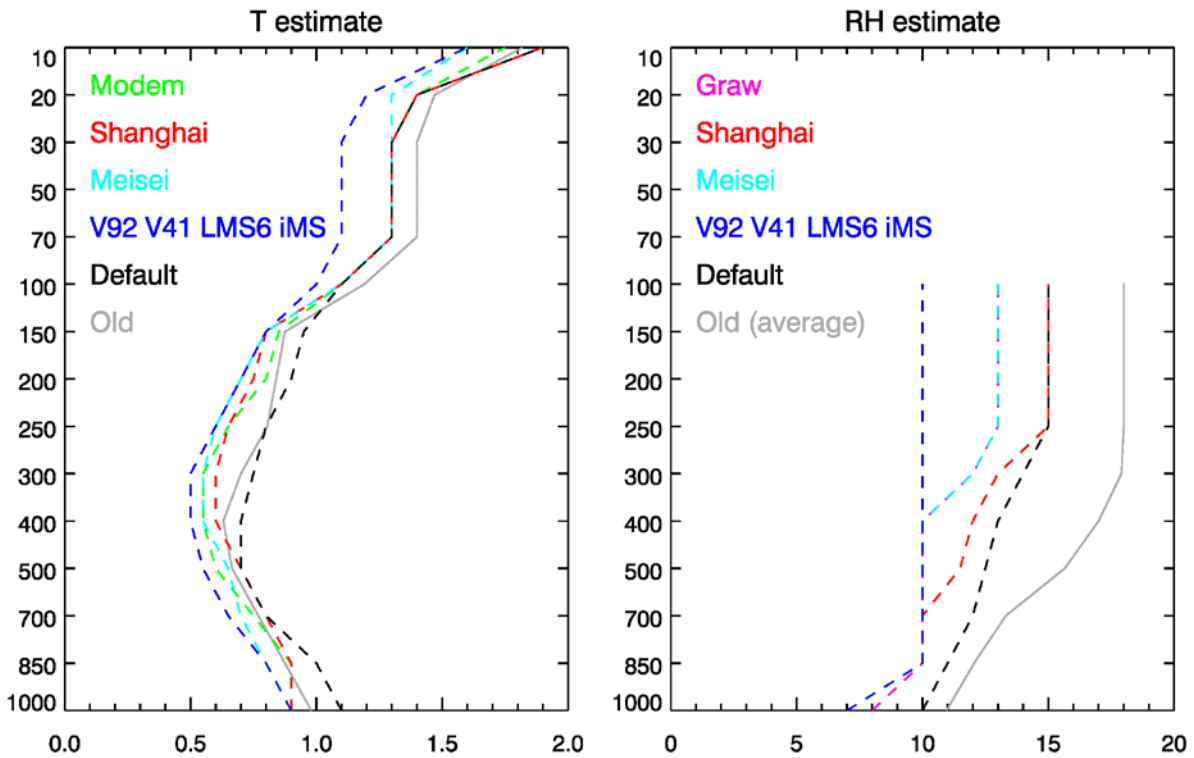 T estimate
10
20
30
50
70
100
150
200
250
300
400
500
700
850
1000
Modem
Shanghai
Meisei
V92 V41 LMS6 iMS
Default
Old
0.0 0.5 1.0 1.5 2.0
RH estimate
10
20
30
50
70
100
150
200
250
300
400
500
700
850
1000
Graw
Shanghai
Meisei
V92 V41 LMS6 iMS
Default
Old (average)
0 5 10 15 20